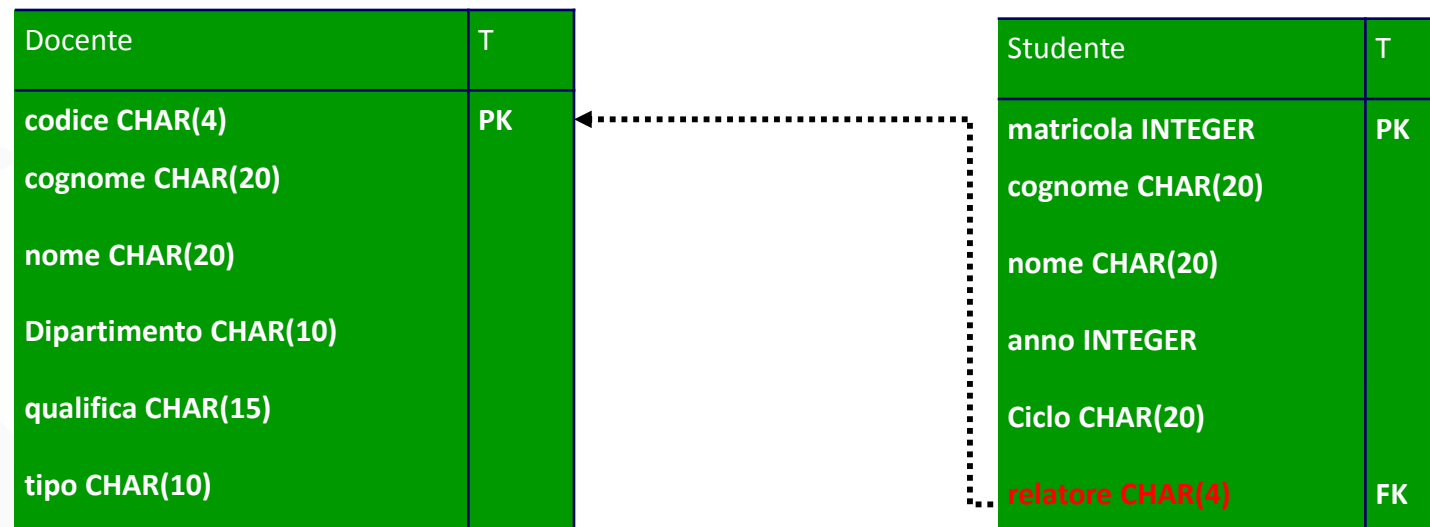 Docente T
codice CHAR(4) PK
cognome CHAR(20)
nome CHAR(20)
Dipartimento CHAR(10)
qualifica CHAR(15)
tipo CHAR(10)
Studente T
matricola INTEGER PK
cognome CHAR(20)
nome CHAR(20)
anno INTEGER
Ciclo CHAR(20)
relatore CHAR(4) FK